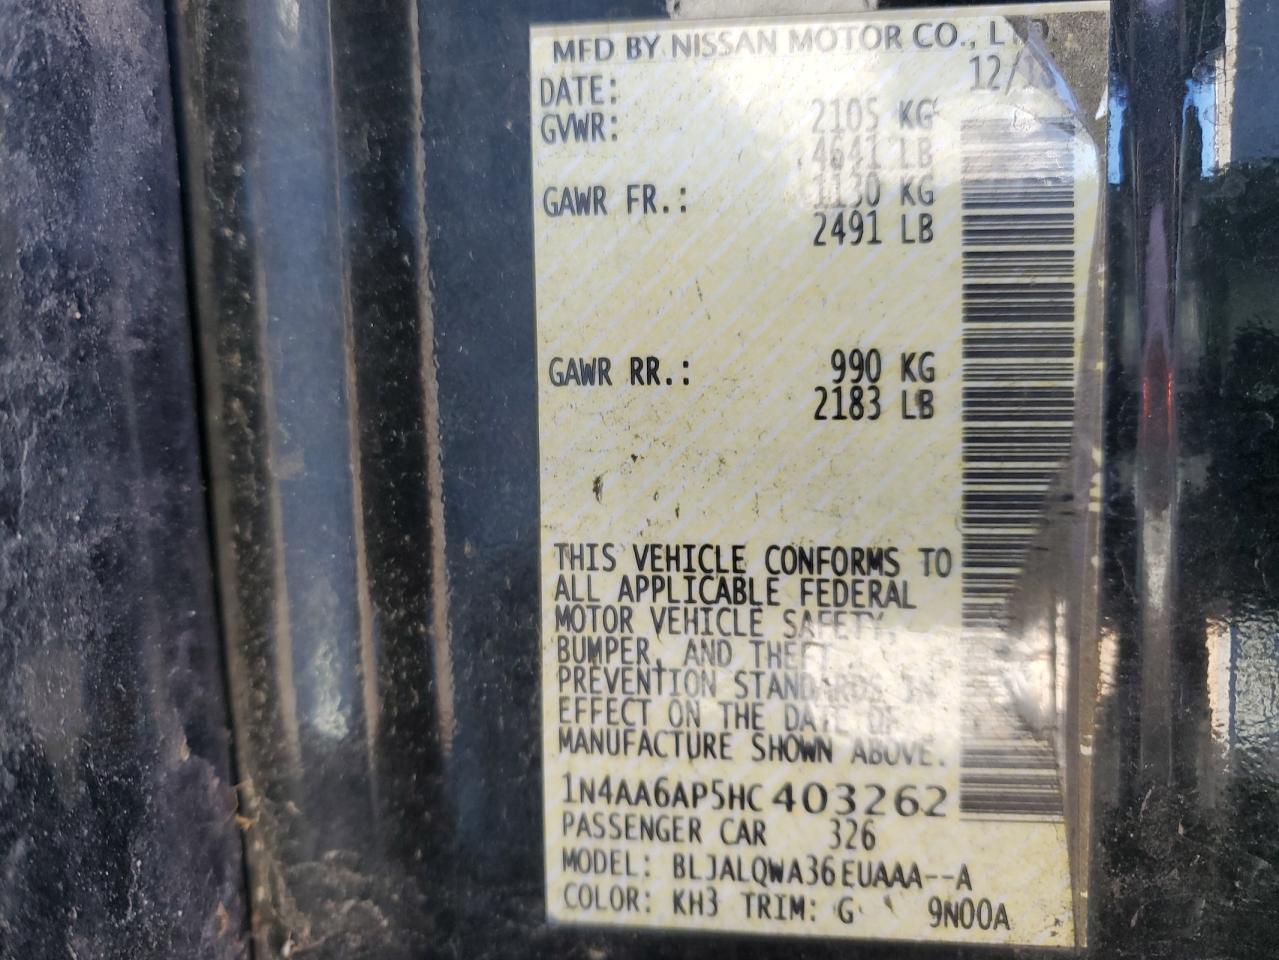 MFD BY NISSAN MOTOR CO., LTD.
DATE: 12/16
GVWR: 2105 KG
4641 LB
GAWR FR.: 1130 KG
2491 LB
GAWR RR.: 990 KG
2183 LB
THIS VEHICLE CONFORMS TO
ALL APPLICABLE FEDERAL
MOTOR VEHICLE SAFETY,
BUMPER, AND THEFT
PREVENTION STANDARDS IN
EFFECT ON THE DATE OF
MANUFACTURE SHOWN ABOVE.
1N4AA6AP5HC403262
PASSENGER CAR 326
MODEL: BLJALQWA36EUAAA--A
COLOR: KH3 TRIM: G 9N00A